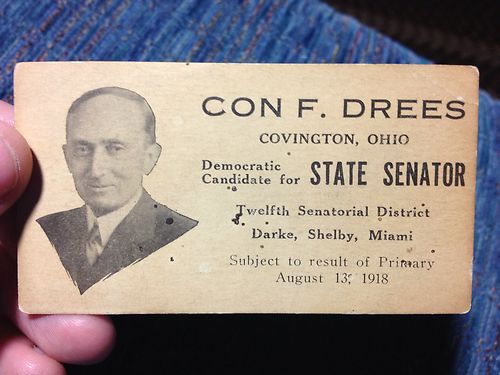 CON F. DREES
COVINGTON, OHIO
Democratic
Candidate for STATE SENATOR
Twelfth Senatorial District
Darke, Shelby, Miami
Subject to result of Primary
August 13, 1918